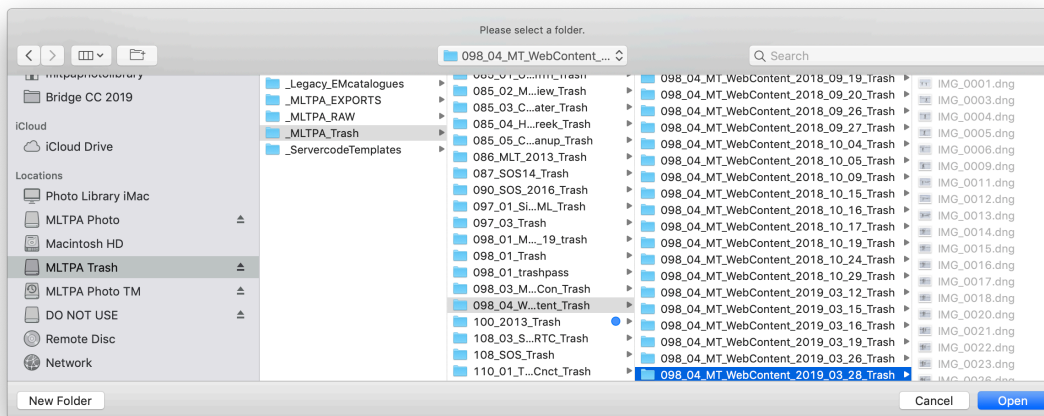 Please select a folder.
098_04_MT_WebContent_...
Search
mltpaphotolibrary
Bridge CC 2019
iCloud
iCloud Drive
Locations
Photo Library iMac
MLTPA Photo
Macintosh HD
MLTPA Trash
MLTPA Photo TM
DO NOT USE
Remote Disc
Network
_Legacy_EMcatalogues
_MLTPA_EXPORTS
_MLTPA_RAW
_MLTPA_Trash
_ServercodeTemplates
085_02_M...iew_Trash
085_03_C...ater_Trash
085_04_H...reek_Trash
085_05_C...anup_Trash
086_MLT_2013_Trash
087_SOS14_Trash
090_SOS_2016_Trash
097_01_Si...ML_Trash
097_03_Trash
098_01_M..._19_trash
098_01_Trash
098_01_trashpass
098_03_M...Con_Trash
098_04_W...tent_Trash
100_2013_Trash
108_03_S...RTC_Trash
108_SOS_Trash
110_01_T...Cnct_Trash
098_04_MT_WebContent_2018_09_19_Trash
098_04_MT_WebContent_2018_09_20_Trash
098_04_MT_WebContent_2018_09_26_Trash
098_04_MT_WebContent_2018_09_27_Trash
098_04_MT_WebContent_2018_10_04_Trash
098_04_MT_WebContent_2018_10_05_Trash
098_04_MT_WebContent_2018_10_09_Trash
098_04_MT_WebContent_2018_10_15_Trash
098_04_MT_WebContent_2018_10_16_Trash
098_04_MT_WebContent_2018_10_17_Trash
098_04_MT_WebContent_2018_10_19_Trash
098_04_MT_WebContent_2018_10_24_Trash
098_04_MT_WebContent_2018_10_29_Trash
098_04_MT_WebContent_2019_03_12_Trash
098_04_MT_WebContent_2019_03_15_Trash
098_04_MT_WebContent_2019_03_16_Trash
098_04_MT_WebContent_2019_03_19_Trash
098_04_MT_WebContent_2019_03_26_Trash
098_04_MT_WebContent_2019_03_28_Trash
IMG_0001.dng
IMG_0003.dng
IMG_0004.dng
IMG_0005.dng
IMG_0006.dng
IMG_0009.dng
IMG_0011.dng
IMG_0012.dng
IMG_0013.dng
IMG_0014.dng
IMG_0015.dng
IMG_0016.dng
IMG_0017.dng
IMG_0018.dng
IMG_0020.dng
IMG_0021.dng
IMG_0022.dng
IMG_0023.dng
IMG_0026.dng
New Folder
Cancel
Open